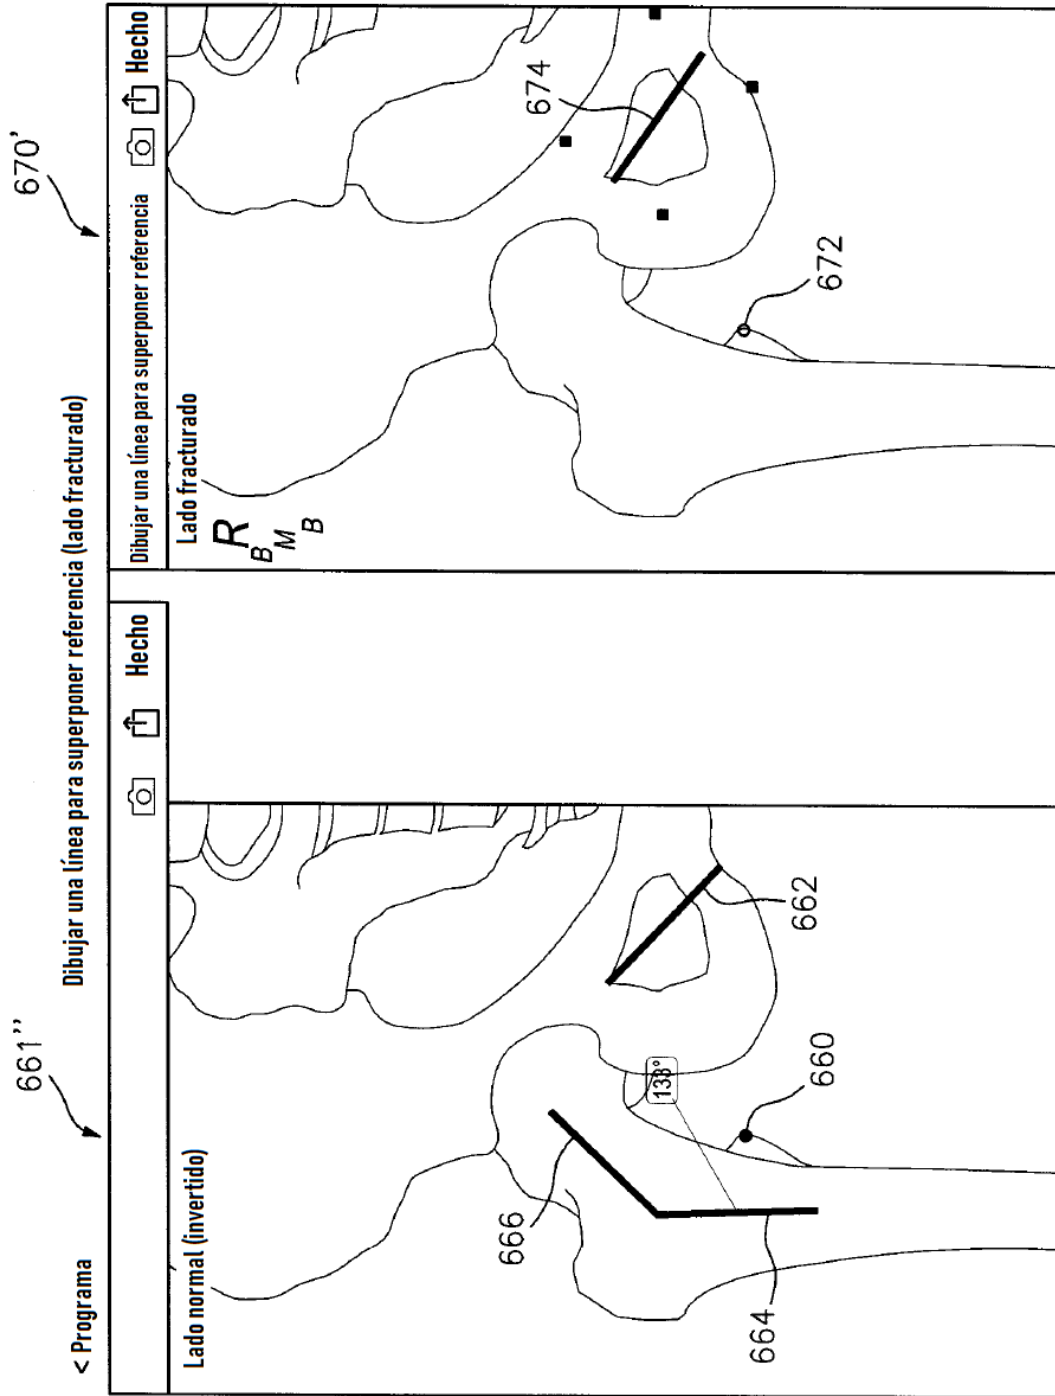 < Programa
Dibujar una línea para superponer referencia (lado fracturado)
661''
670'
Hecho
Lado normal (invertido)
666
664
133°
660
662
Dibujar una línea para superponer referencia
Hecho
Lado fracturado
R
B M B
674
672